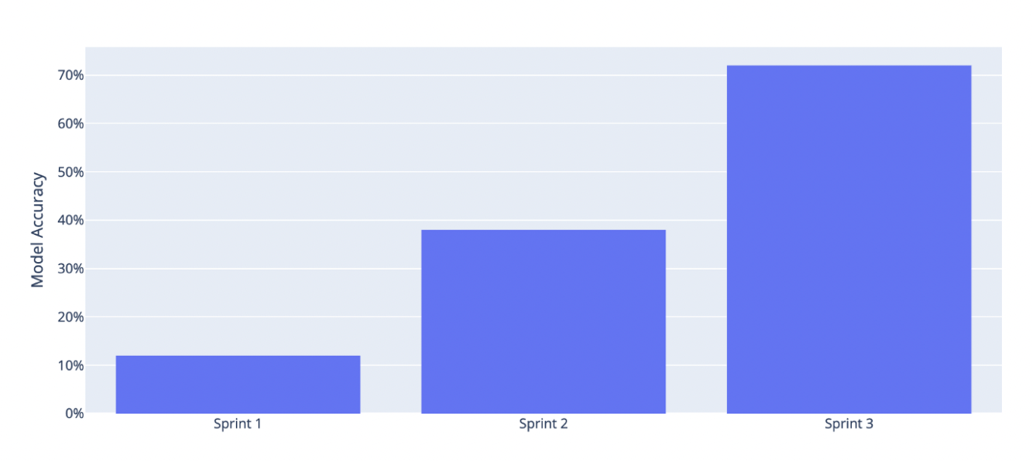 Model Accuracy
70%
60%
50%
40%
30%
20%
10%
0%
Sprint 1
Sprint 2
Sprint 3